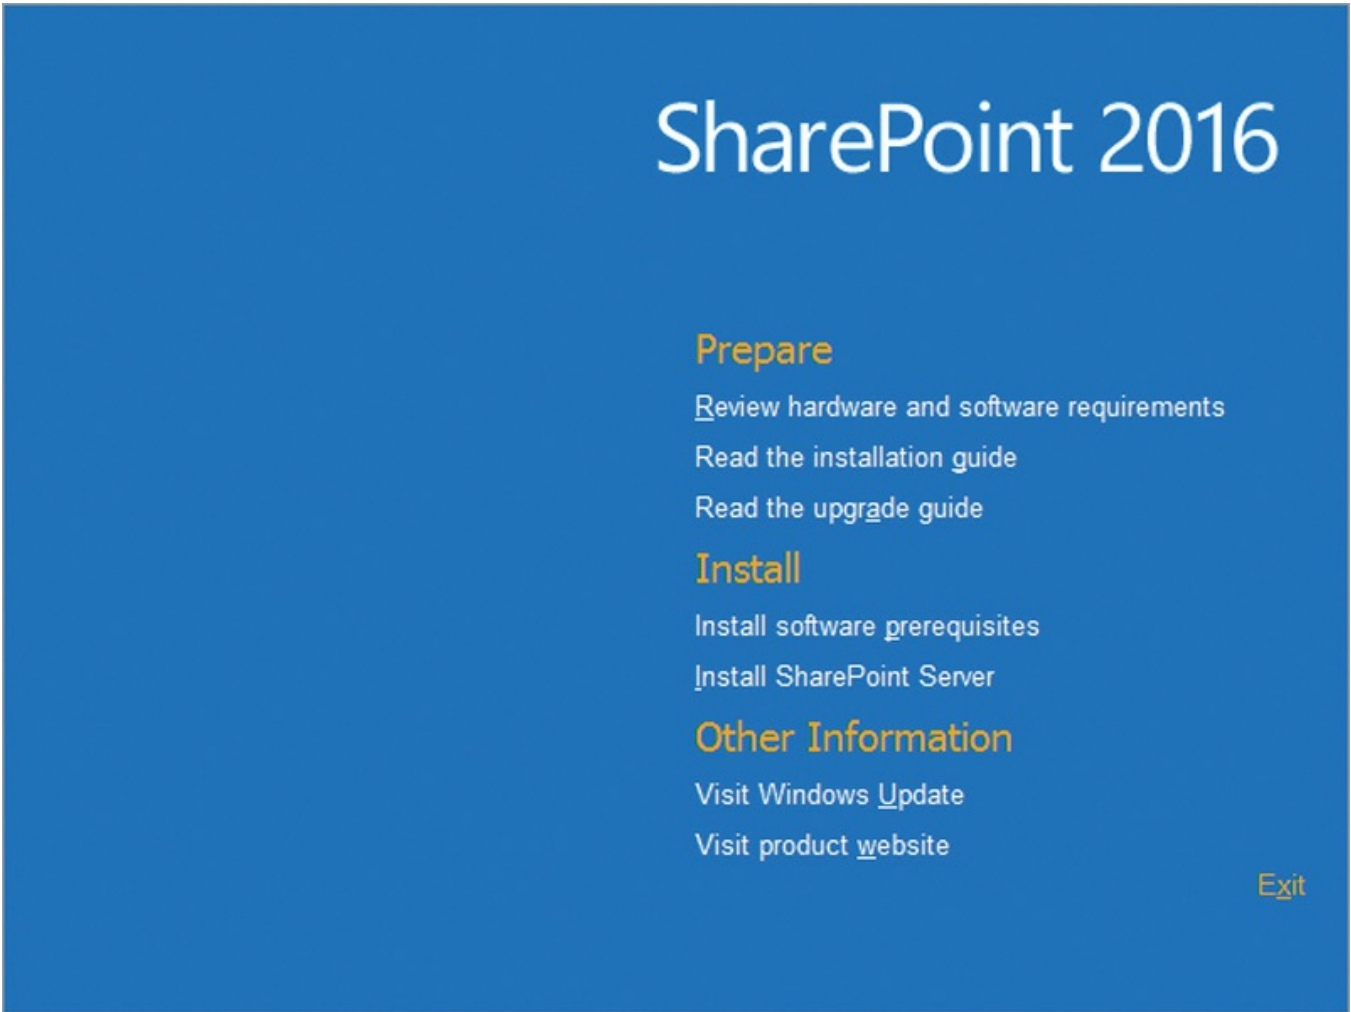 SharePoint 2016
Prepare
Review hardware and software requirements
Read the installation guide
Read the upgrade guide
Install
Install software prerequisites
Install SharePoint Server
Other Information
Visit Windows Update
Visit product website
Exit